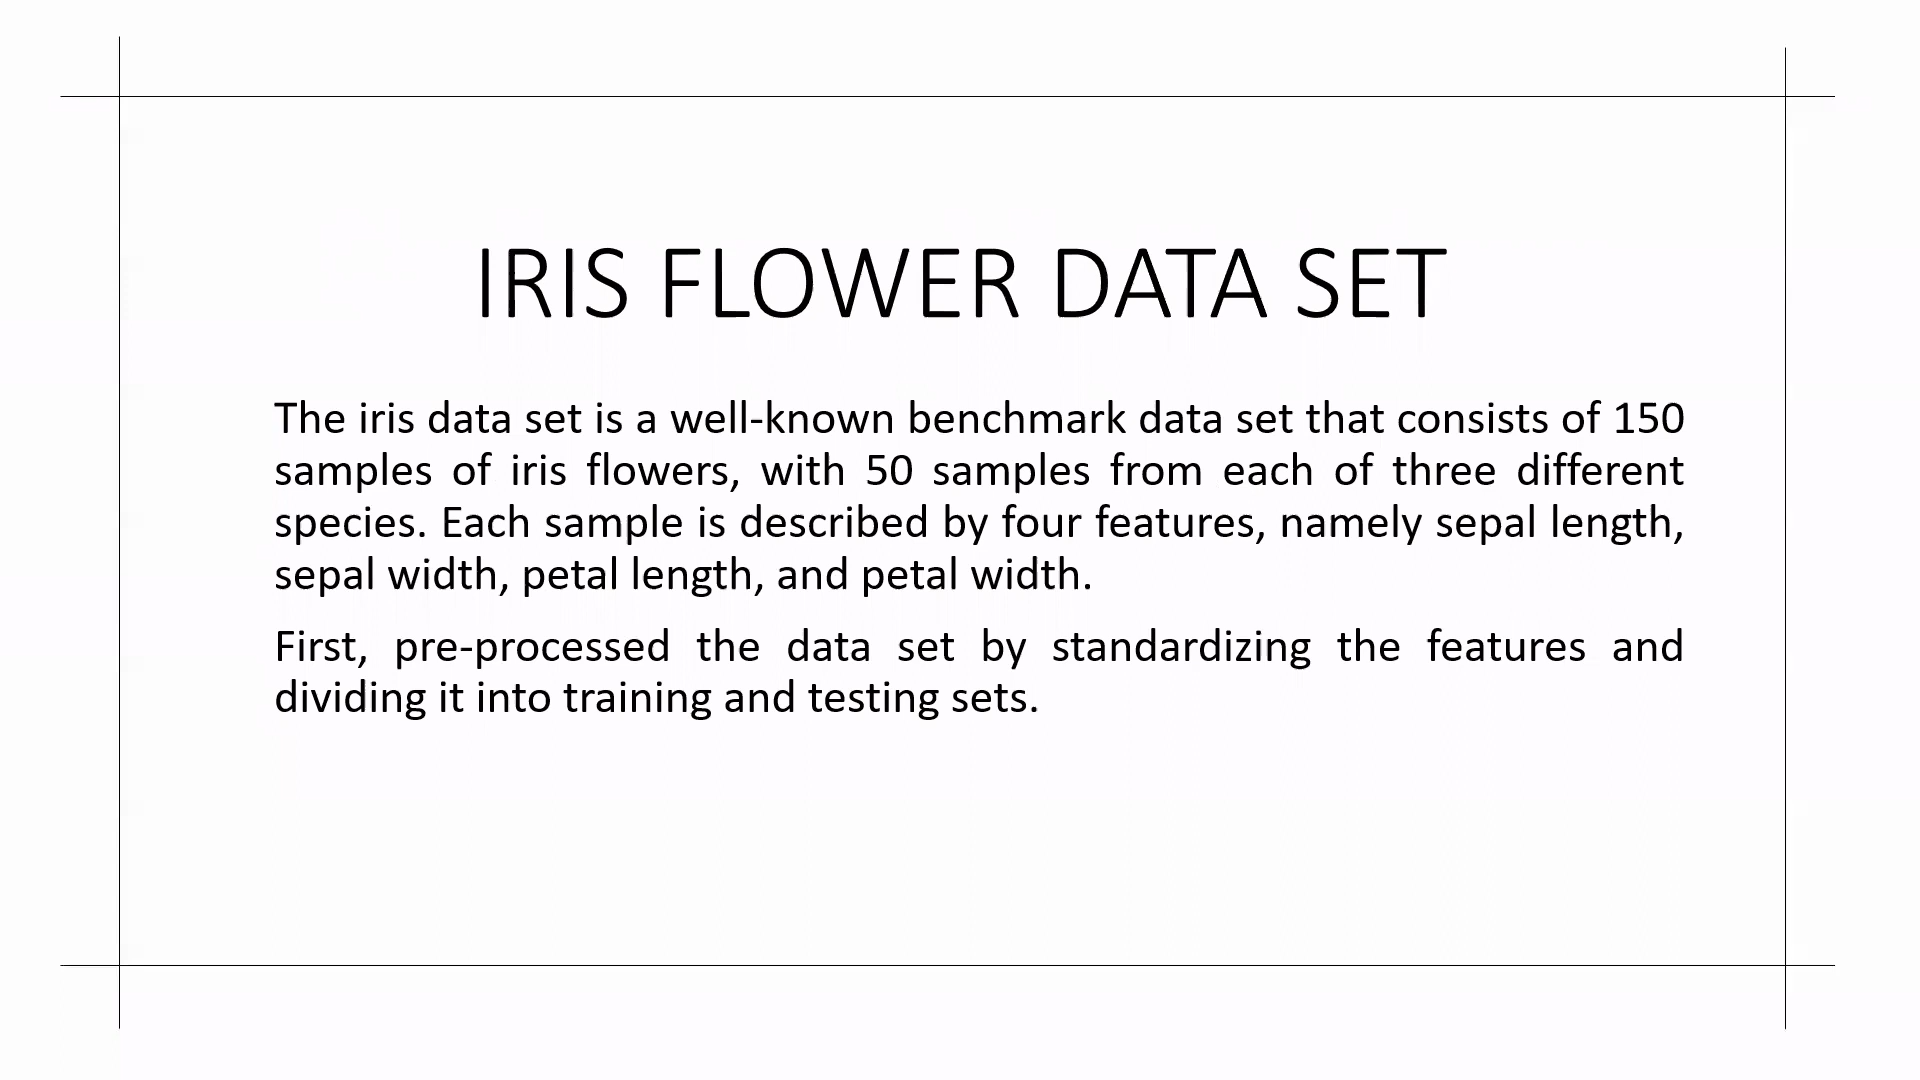 IRIS FLOWER DATA SET
The iris data set is a well-known benchmark data set that consists of 150
samples of iris flowers, with 50 samples from each of three different
species. Each sample is described by four features, namely sepal length,
sepal width, petal length, and petal width.
First, pre-processed the data set by standardizing the features and
dividing it into training and testing sets.